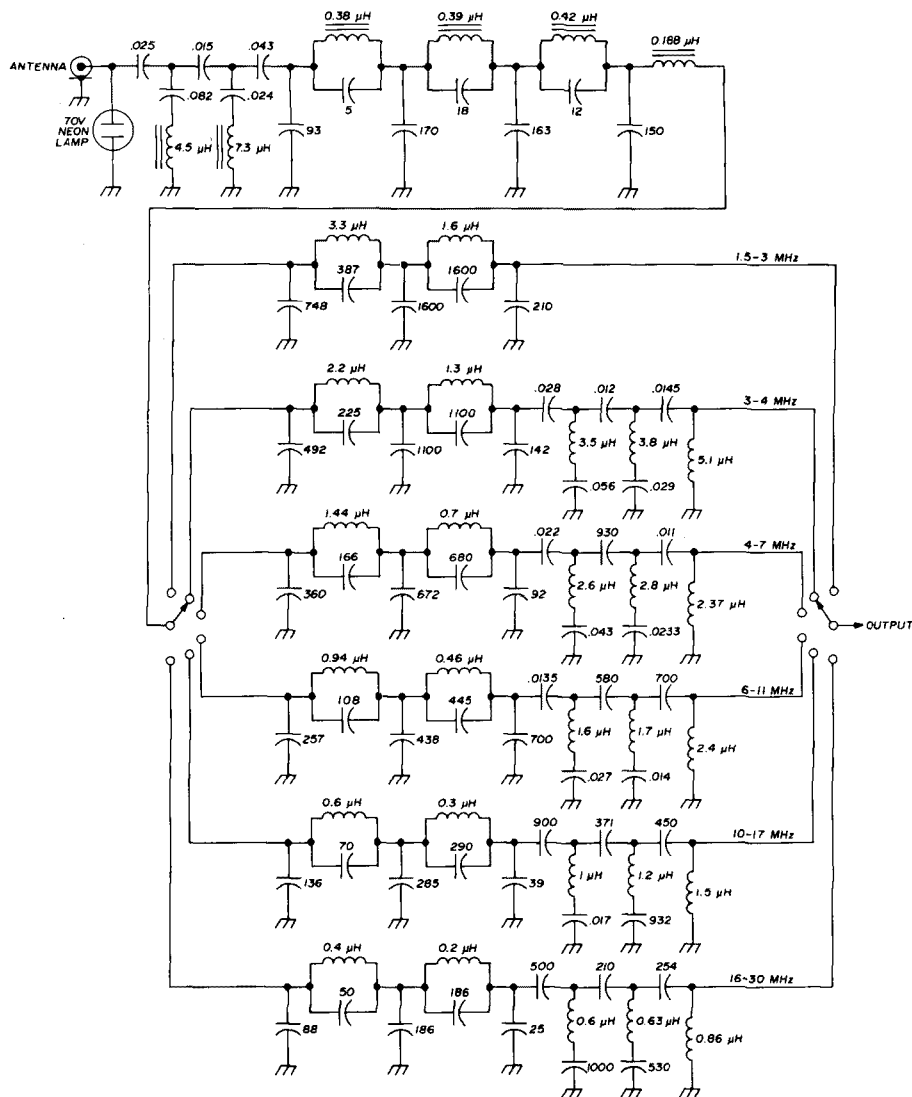 0.38 µH
0.39 µH
0.42 µH
0.188 µH
.025
.015
.043
ANTENNA
.082
.024
5
18
12
70V
NEON
LAMP
93
170
163
150
4.5 µH
7.3 µH
3.3 µH
1.6 µH
1.5-3 MHz
387
1600
748
1600
210
2.2 µH
1.3 µH
.028
.012
.0145
3-4 MHz
225
1100
3.5 µH
3.8 µH
5.1 µH
492
1100
142
.056
.029
1.44 µH
0.7 µH
.022
930
.011
4-7 MHz
166
680
2.6 µH
2.8 µH
2.37 µH
360
672
92
.043
.0233
OUTPUT
0.94 µH
0.46 µH
.0135
580
700
6-11 MHz
108
445
1.6 µH
1.7 µH
2.4 µH
257
438
700
.027
.014
0.6 µH
0.3 µH
900
371
450
10-17 MHz
70
290
1 µH
1.2 µH
1.5 µH
136
285
39
.017
932
0.4 µH
0.2 µH
500
210
254
16-30 MHz
50
186
0.6 µH
0.63 µH
0.86 µH
88
186
25
1000
530